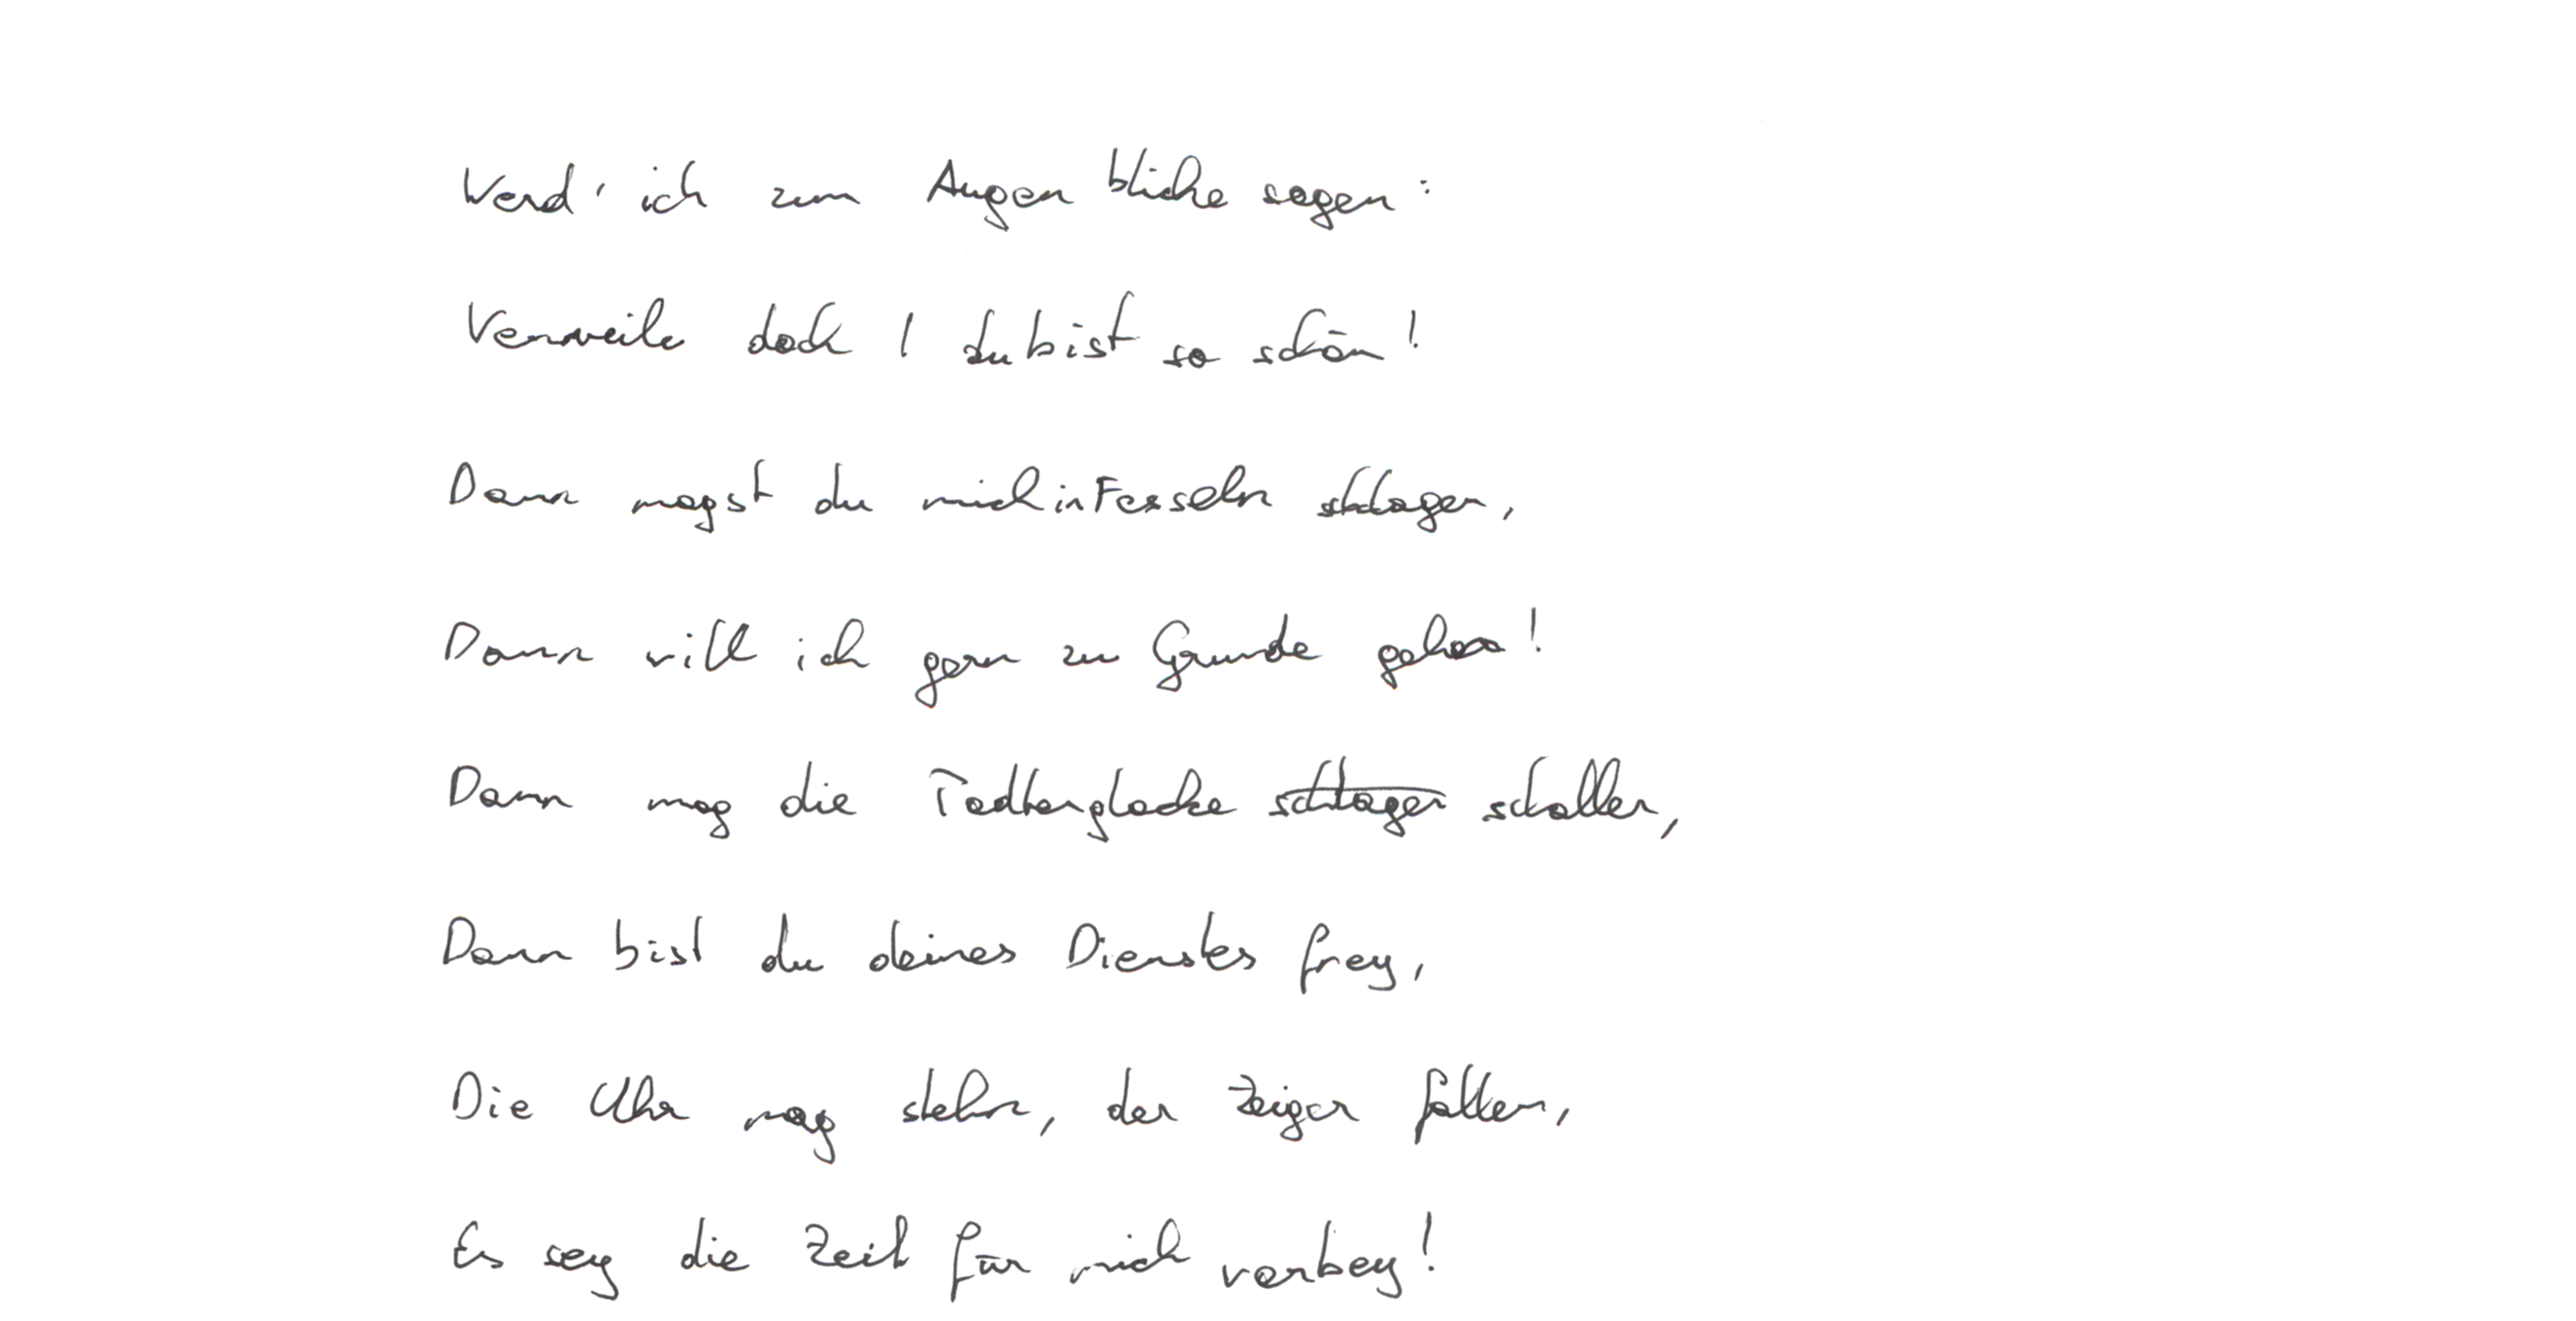 Werd' ich zum Augenblicke sagen:
Verweile doch! du bist so schön!
Dann magst du mich in Fesseln schlagen,
Dann will ich gern zu Grunde gehen!
Dann mag die Todtenglocke schlagen schallen,
Dann bist du deines Dienstes frey,
Die Uhr mag stehn, der Zeiger fallen,
Es sey die Zeit für mich vorbey!